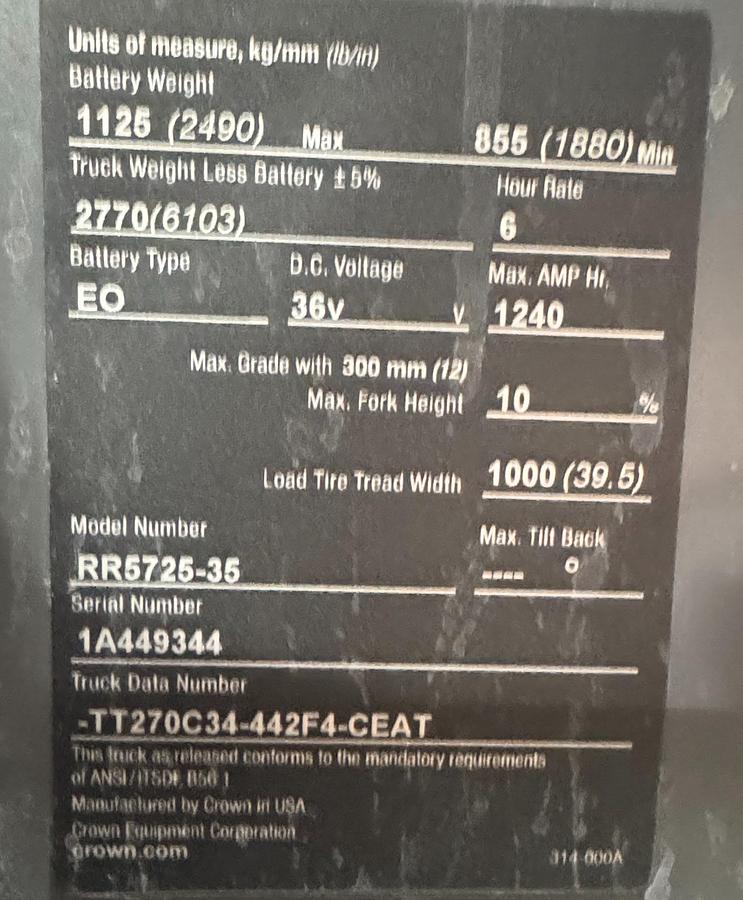 Units of measure, kg/mm (lb/in)
Battery Weight
1125 (2490) Max 855 (1880) Min
Truck Weight Less Battery ±5% Hour Rate
2770(6103) 6
Battery Type D.C. Voltage Max. AMP Hr.
EO 36v v 1240
Max. Grade with 300 mm (12)
Max. Fork Height 10 %
Load Tire Tread Width 1000 (39.5)
Model Number Max. Tilt Back
RR5725-35 ---- °
Serial Number
1A449344
Truck Data Number
-TT270C34-442F4-CEAT
This truck as released conforms to the mandatory requirements
of ANSI/ITSDF B56.1
Manufactured by Crown in USA
Crown Equipment Corporation
crown.com 314-000A